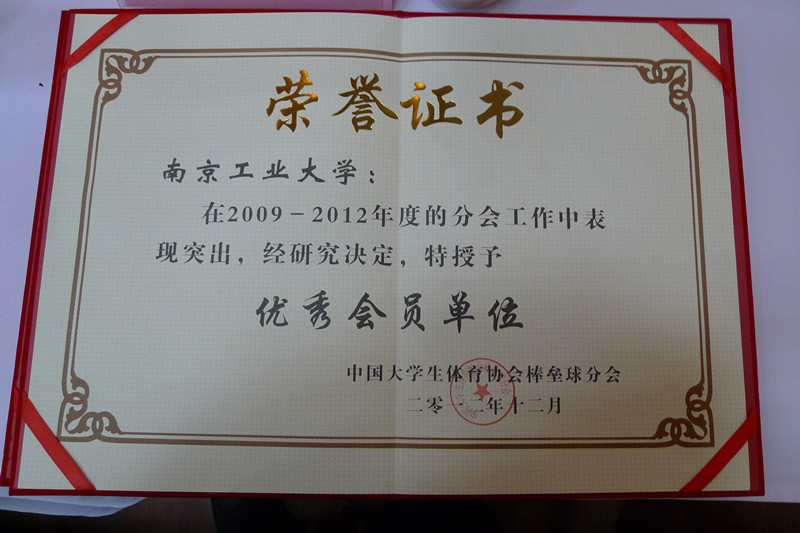 荣誉证书
南京工业大学：
在2009－2012年度的分会工作中表
现突出，经研究决定，特授予
优秀会员单位
中国大学生体育协会棒垒球分会
二零一二年十二月